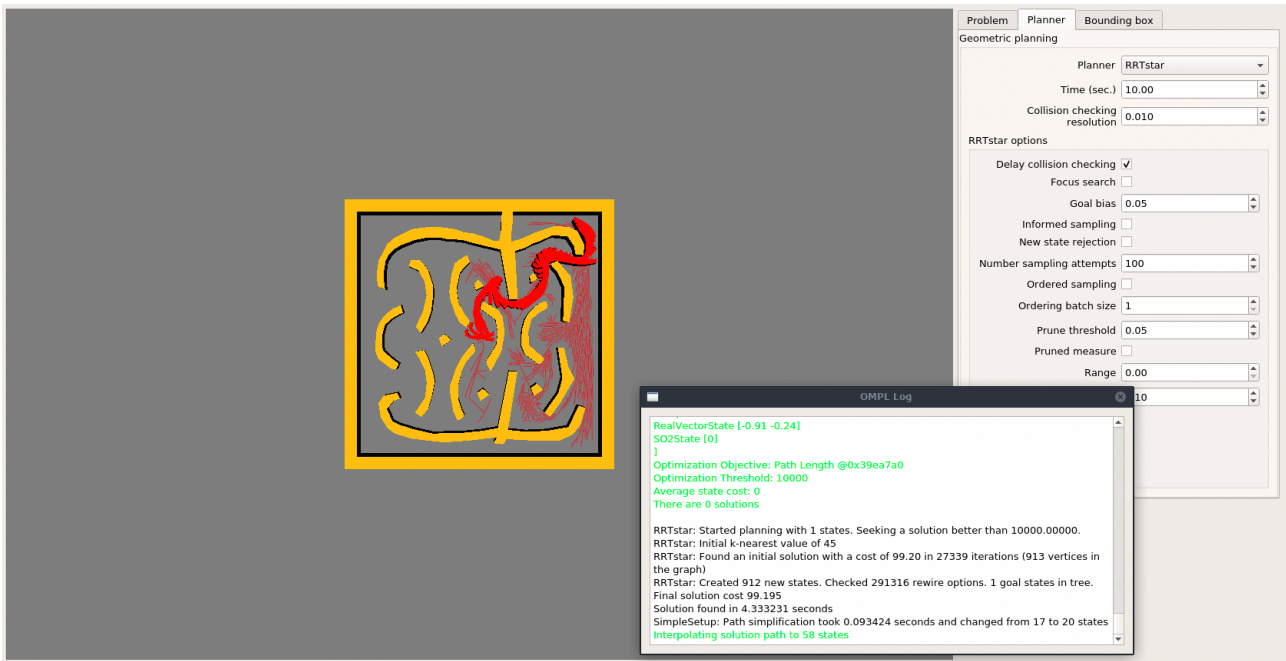 Problem
Planner
Bounding box
Geometric planning
Planner
RRTstar
Time (sec.)
10.00
Collision checking
resolution
0.010
RRTstar options
Delay collision checking
Focus search
Goal bias
0.05
Informed sampling
New state rejection
Number sampling attempts
100
Ordered sampling
Ordering batch size
1
Prune threshold
0.05
Pruned measure
Range
0.00
10
OMPL Log
RealVectorState [-0.91 -0.24]
SO2State [0]
]
Optimization Objective: Path Length @0x39ea7a0
Optimization Threshold: 10000
Average state cost: 0
There are 0 solutions
RRTstar: Started planning with 1 states. Seeking a solution better than 10000.00000.
RRTstar: Initial k-nearest value of 45
RRTstar: Found an initial solution with a cost of 99.20 in 27339 iterations (913 vertices in
the graph)
RRTstar: Created 912 new states. Checked 291316 rewire options. 1 goal states in tree.
Final solution cost 99.195
Solution found in 4.333231 seconds
SimpleSetup: Path simplification took 0.093424 seconds and changed from 17 to 20 states
Interpolating solution path to 58 states